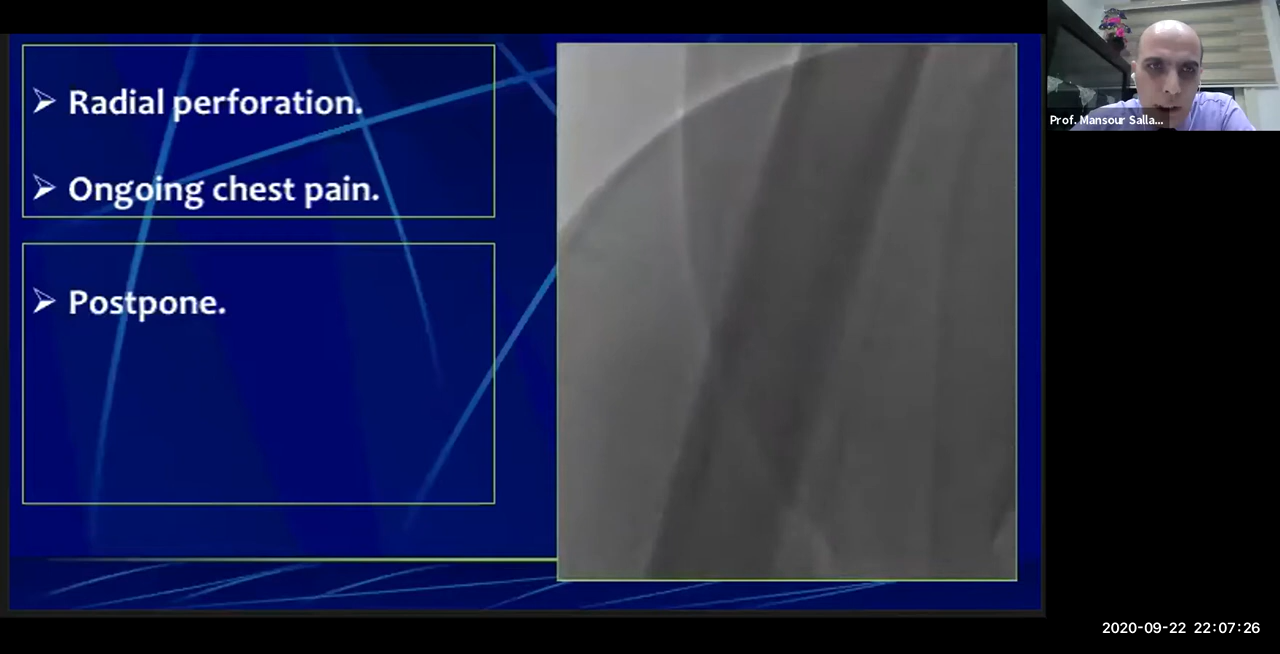 Radial perforation.
Ongoing chest pain.
Postpone.
Prof. Mansour Salla...
2020-09-22 22:07:26